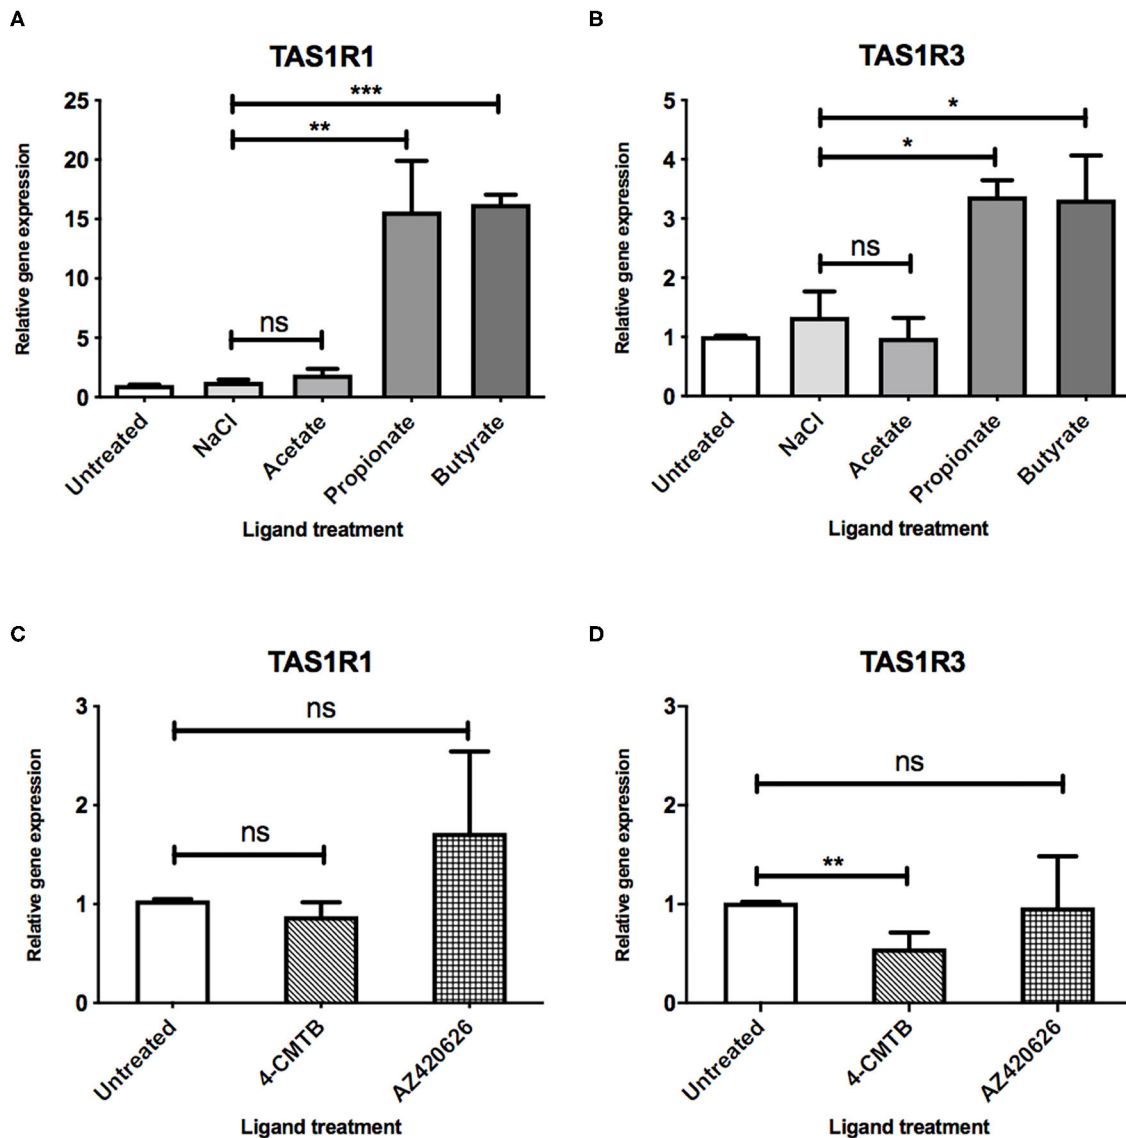 A
TAS1R1
Relative gene expression
25
20
15
10
5
0
***
**
ns
Untreated
NaCl
Acetate
Propionate
Butyrate
Ligand treatment
B
TAS1R3
Relative gene expression
5
4
3
2
1
0
*
*
ns
Untreated
NaCl
Acetate
Propionate
Butyrate
Ligand treatment
C
TAS1R1
Relative gene expression
3
2
1
0
ns
ns
Untreated
4-CMTB
AZ420626
Ligand treatment
D
TAS1R3
Relative gene expression
3
2
1
0
ns
**
Untreated
4-CMTB
AZ420626
Ligand treatment